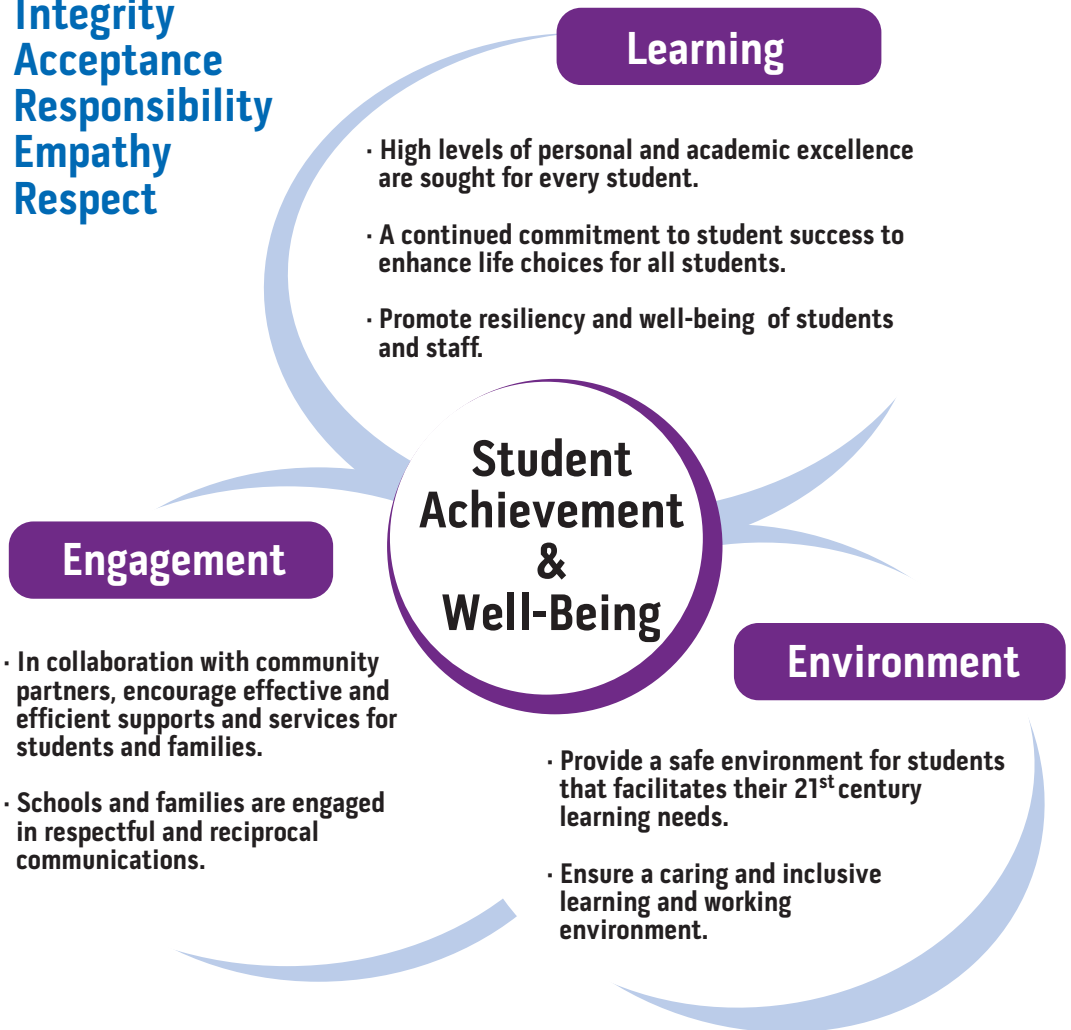 Integrity
Acceptance
Responsibility
Empathy
Respect
Learning
· High levels of personal and academic excellence
are sought for every student.
· A continued commitment to student success to
enhance life choices for all students.
· Promote resiliency and well-being of students
and staff.
Student
Achievement
&
Well-Being
Engagement
· In collaboration with community
partners, encourage effective and
efficient supports and services for
students and families.
· Schools and families are engaged
in respectful and reciprocal
communications.
Environment
· Provide a safe environment for students
that facilitates their 21st century
learning needs.
· Ensure a caring and inclusive
learning and working
environment.